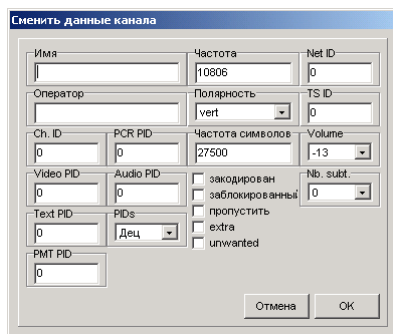 Сменить данные канала
Имя
Частота
10806
Net ID
0
Оператор
Полярность
vert
TS ID
0
Ch. ID
0
PCR PID
0
Частота символов
27500
Volume
-13
Video PID
0
Audio PID
0
закодирован
заблокированный
пропустить
extra
unwanted
Nb. subt.
0
Text PID
0
PIDs
Дец
PMT PID
0
Отмена
OK